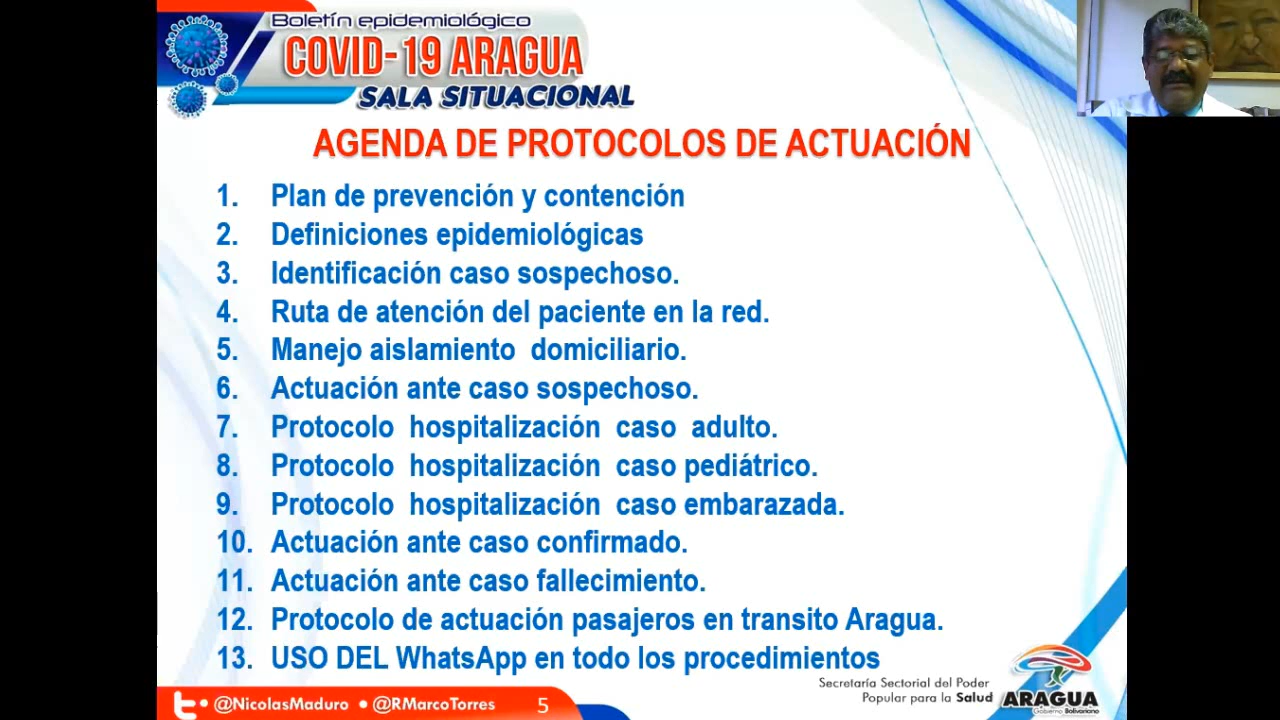 Boletín epidemiológico
COVID-19 ARAGUA
SALA SITUACIONAL
AGENDA DE PROTOCOLOS DE ACTUACIÓN
1. Plan de prevención y contención
2. Definiciones epidemiológicas
3. Identificación caso sospechoso.
4. Ruta de atención del paciente en la red.
5. Manejo aislamiento domiciliario.
6. Actuación ante caso sospechoso.
7. Protocolo hospitalización caso adulto.
8. Protocolo hospitalización caso pediátrico.
9. Protocolo hospitalización caso embarazada.
10. Actuación ante caso confirmado.
11. Actuación ante caso fallecimiento.
12. Protocolo de actuación pasajeros en transito Aragua.
13. USO DEL WhatsApp en todo los procedimientos
@NicolasMaduro • @RMarcoTorres 5
Secretaría Sectorial del Poder
Popular para la Salud
ARAGUA
Gobierno Bolivariano